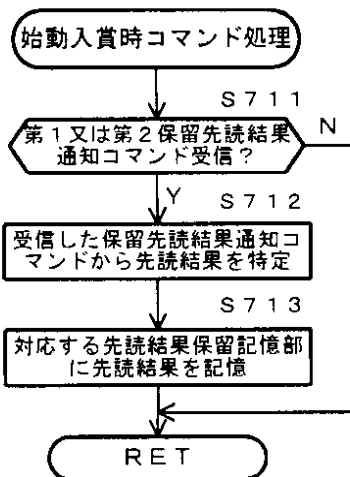 始動入賞時コマンド処理
S711
第1又は第2保留先読結果
通知コマンド受信?
N
Y
S712
受信した保留先読結果通知コ
マンドから先読結果を特定
S713
対応する先読結果保留記憶部
に先読結果を記憶
RET